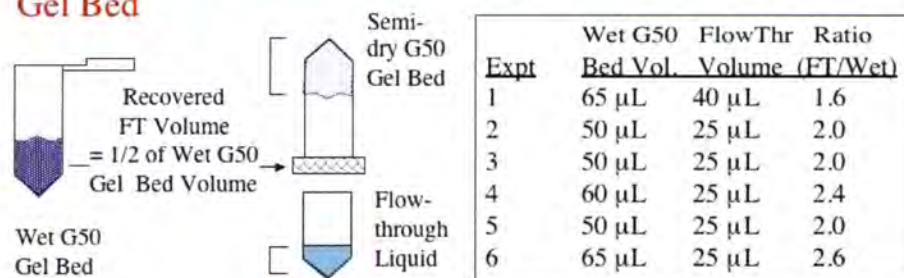 Gel Bed
Recovered
FT Volume
= 1/2 of Wet G50
Gel Bed Volume
Wet G50
Gel Bed
Semi-
dry G50
Gel Bed
Flow-
through
Liquid
Wet G50 FlowThr Ratio
Expt Bed Vol. Volume (FT/Wet)
1 65 µL 40 µL 1.6
2 50 µL 25 µL 2.0
3 50 µL 25 µL 2.0
4 60 µL 25 µL 2.4
5 50 µL 25 µL 2.0
6 65 µL 25 µL 2.6